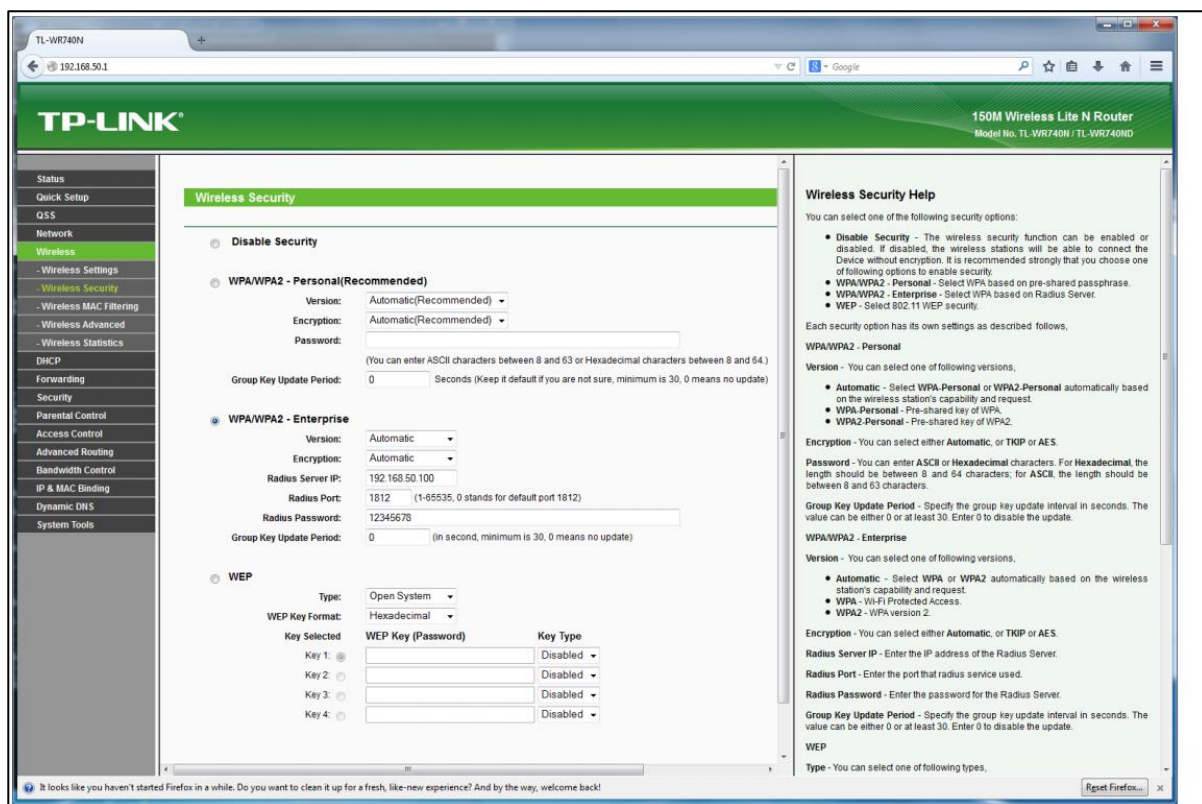 TL-WR740N
192.168.50.1
Google
TP-LINK®
150M Wireless Lite N Router
Model No. TL-WR740N / TL-WR740ND
Status
Quick Setup
QSS
Network
Wireless
- Wireless Settings
- Wireless Security
- Wireless MAC Filtering
- Wireless Advanced
- Wireless Statistics
DHCP
Forwarding
Security
Parental Control
Access Control
Advanced Routing
Bandwidth Control
IP & MAC Binding
Dynamic DNS
System Tools
Wireless Security
Disable Security
WPA/WPA2 - Personal(Recommended)
Version: Automatic(Recommended)
Encryption: Automatic(Recommended)
Password:
(You can enter ASCII characters between 8 and 63 or Hexadecimal characters between 8 and 64.)
Group Key Update Period: 0 Seconds (Keep it default if you are not sure, minimum is 30, 0 means no update)
WPA/WPA2 - Enterprise
Version: Automatic
Encryption: Automatic
Radius Server IP: 192.168.50.100
Radius Port: 1812 (1-65535, 0 stands for default port 1812)
Radius Password: 12345678
Group Key Update Period: 0 (in second, minimum is 30, 0 means no update)
WEP
Type: Open System
WEP Key Format: Hexadecimal
Key Selected WEP Key (Password) Key Type
Key 1: Disabled
Key 2: Disabled
Key 3: Disabled
Key 4: Disabled
Wireless Security Help
You can select one of the following security options:
● Disable Security - The wireless security function can be enabled or
disabled. If disabled, the wireless stations will be able to connect the
Device without encryption. It is recommended strongly that you choose one
of following options to enable security.
● WPA/WPA2 - Personal - Select WPA based on pre-shared passphrase.
● WPA/WPA2 - Enterprise - Select WPA based on Radius Server.
● WEP - Select 802.11 WEP security.
Each security option has its own settings as described follows,
WPA/WPA2 - Personal
Version - You can select one of following versions,
● Automatic - Select WPA-Personal or WPA2-Personal automatically based
on the wireless station's capability and request.
● WPA-Personal - Pre-shared key of WPA.
● WPA2-Personal - Pre-shared key of WPA2.
Encryption - You can select either Automatic, or TKIP or AES.
Password - You can enter ASCII or Hexadecimal characters. For Hexadecimal, the
length should be between 8 and 64 characters; for ASCII, the length should be
between 8 and 63 characters.
Group Key Update Period - Specify the group key update interval in seconds. The
value can be either 0 or at least 30. Enter 0 to disable the update.
WPA/WPA2 - Enterprise
Version - You can select one of following versions,
● Automatic - Select WPA or WPA2 automatically based on the wireless
station's capability and request.
● WPA - Wi-Fi Protected Access.
● WPA2 - WPA version 2.
Encryption - You can select either Automatic, or TKIP or AES.
Radius Server IP - Enter the IP address of the Radius Server.
Radius Port - Enter the port that radius service used.
Radius Password - Enter the password for the Radius Server.
Group Key Update Period - Specify the group key update interval in seconds. The
value can be either 0 or at least 30. Enter 0 to disable the update.
WEP
Type - You can select one of following types,
It looks like you haven't started Firefox in a while. Do you want to clean it up for a fresh, like-new experience? And by the way, welcome back!
Reset Firefox...